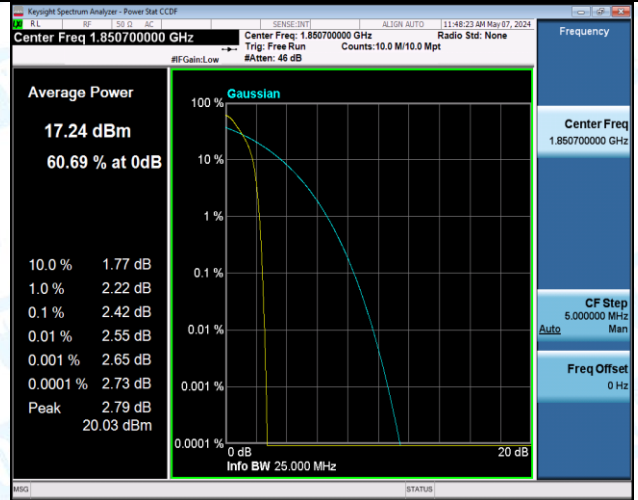 Keysight Spectrum Analyzer - Power Stat CCDF
RL RF 50 Ω AC SENSE:INT ALIGN AUTO 11:48:23 AM May 07, 2024
Center Freq 1.850700000 GHz
Center Freq: 1.850700000 GHz Radio Std: None
Trig: Free Run Counts:10.0 M/10.0 Mpt
#IFGain:Low #Atten: 46 dB
Frequency
Average Power
17.24 dBm
60.69 % at 0dB
10.0 % 1.77 dB
1.0 % 2.22 dB
0.1 % 2.42 dB
0.01 % 2.55 dB
0.001 % 2.65 dB
0.0001 % 2.73 dB
Peak 2.79 dB
20.03 dBm
Gaussian
100 %
10 %
1 %
0.1 %
0.01 %
0.001 %
0.0001 %
0 dB 20 dB
Info BW 25.000 MHz
Center Freq
1.850700000 GHz
CF Step
5.000000 MHz
Auto Man
Freq Offset
0 Hz
MSG STATUS